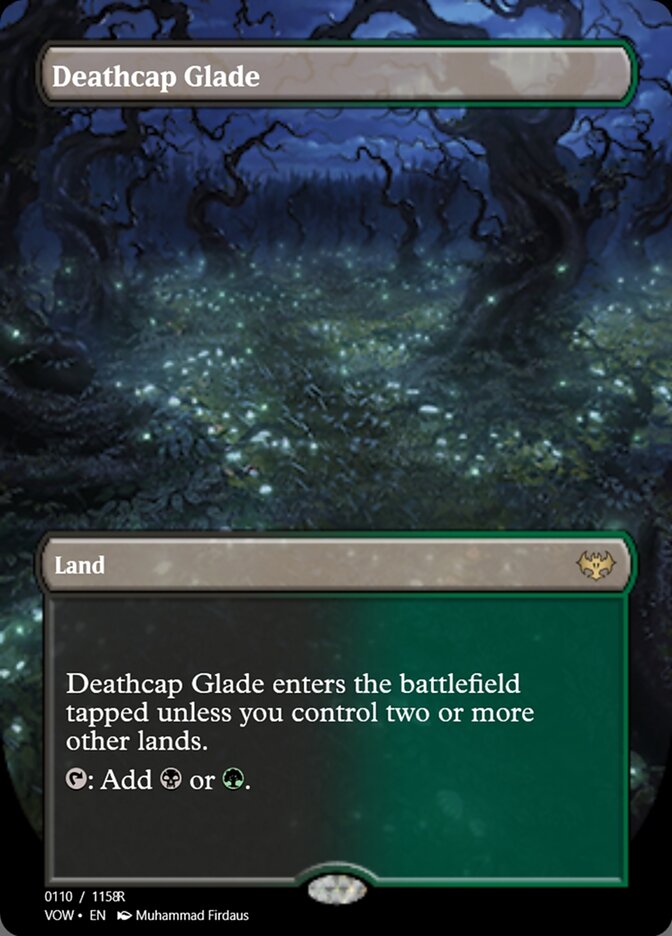 Deathcap Glade
Land
Deathcap Glade enters the battlefield
tapped unless you control two or more
other lands.
: Add or .
0110 / 1158R
VOW • EN Muhammad Firdaus